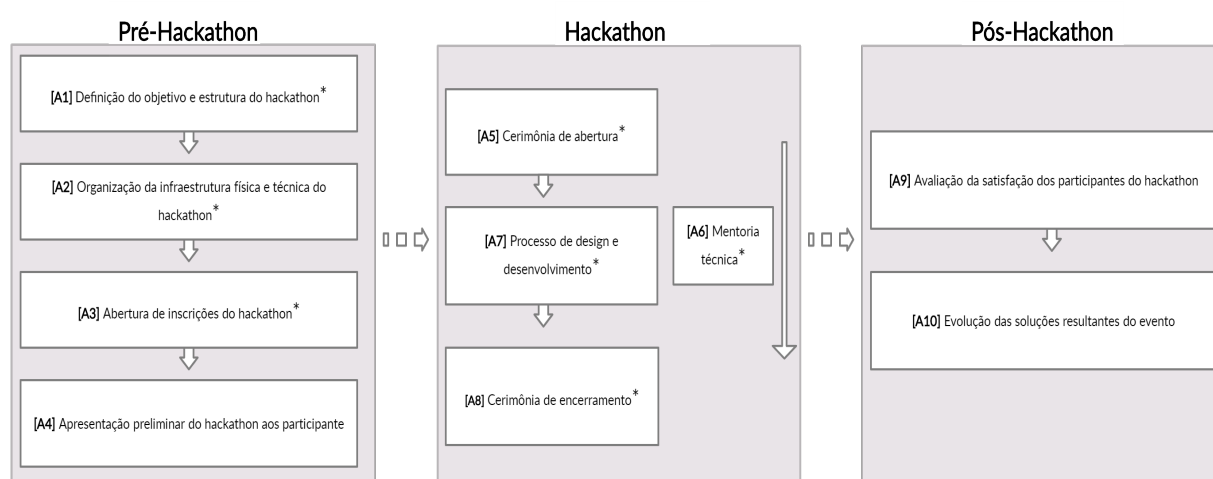 Pré-Hackathon
[A1] Definição do objetivo e estrutura do hackathon*
[A2] Organização da infraestrutura física e técnica do
hackathon*
[A3] Abertura de inscrições do hackathon*
[A4] Apresentação preliminar do hackathon aos participante
Hackathon
[A5] Cerimônia de abertura*
[A7] Processo de design e
desenvolvimento*
[A6] Mentoria
técnica*
[A8] Cerimônia de encerramento*
Pós-Hackathon
[A9] Avaliação da satisfação dos participantes do hackathon
[A10] Evolução das soluções resultantes do evento